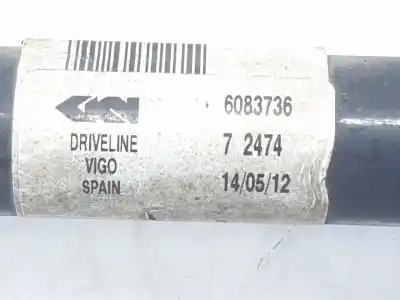 6083736
DRIVELINE 7 2474
VIGO
SPAIN 14/05/12